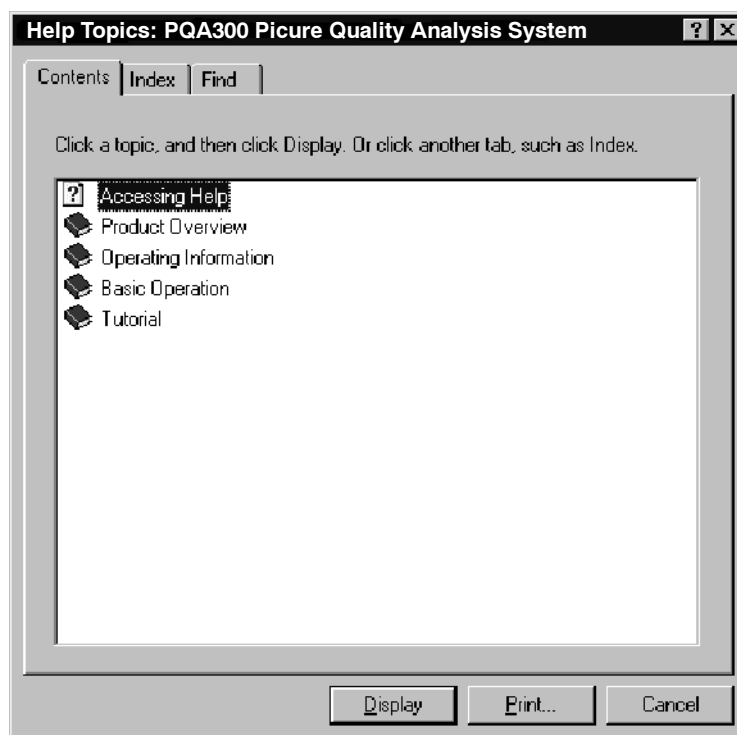 Help Topics: PQA300 Picure Quality Analysis System
Contents Index Find
Click a topic, and then click Display. Or click another tab, such as Index.
Accessing Help
Product Overview
Operating Information
Basic Operation
Tutorial
Display Print... Cancel